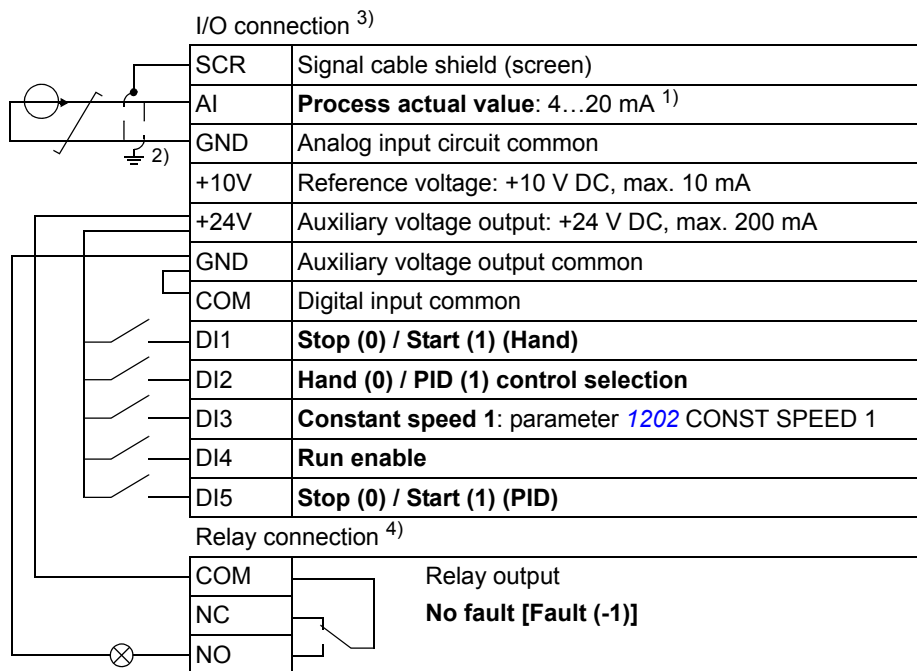 I/O connection 3)
SCR Signal cable shield (screen)
AI Process actual value: 4…20 mA 1)
GND Analog input circuit common
2)
+10V Reference voltage: +10 V DC, max. 10 mA
+24V Auxiliary voltage output: +24 V DC, max. 200 mA
GND Auxiliary voltage output common
COM Digital input common
DI1 Stop (0) / Start (1) (Hand)
DI2 Hand (0) / PID (1) control selection
DI3 Constant speed 1: parameter 1202 CONST SPEED 1
DI4 Run enable
DI5 Stop (0) / Start (1) (PID)
Relay connection 4)
COM Relay output
NC No fault [Fault (-1)]
NO